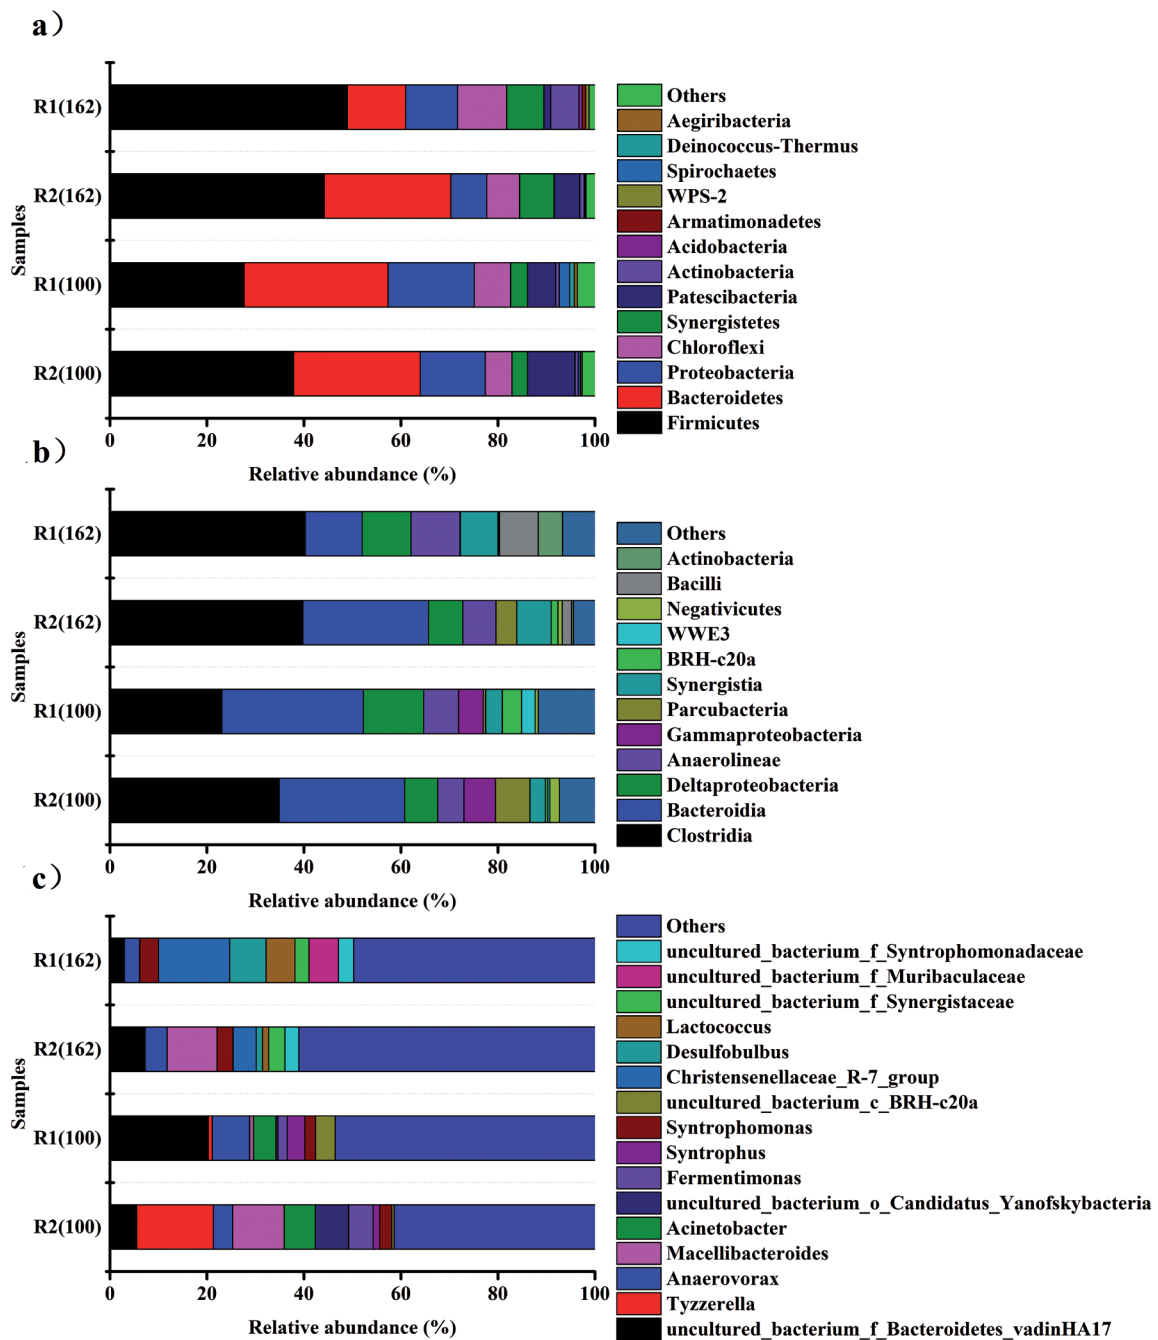 a）
R1(162)
R2(162)
R1(100)
R2(100)
Samples
0 20 40 60 80 100
Relative abundance (%)
Others
Aegiribacteria
Deinococcus-Thermus
Spirochaetes
WPS-2
Armatimonadetes
Acidobacteria
Actinobacteria
Patescibacteria
Synergistetes
Chloroflexi
Proteobacteria
Bacteroidetes
Firmicutes
b）
R1(162)
R2(162)
R1(100)
R2(100)
Samples
0 20 40 60 80 100
Relative abundance (%)
Others
Actinobacteria
Bacilli
Negativicutes
WWE3
BRH-c20a
Synergistia
Parcubacteria
Gammaproteobacteria
Anaerolineae
Deltaproteobacteria
Bacteroidia
Clostridia
c）
R1(162)
R2(162)
R1(100)
R2(100)
Samples
0 20 40 60 80 100
Relative abundance (%)
Others
uncultured_bacterium_f_Syntrophomonadaceae
uncultured_bacterium_f_Muribaculaceae
uncultured_bacterium_f_Synergistaceae
Lactococcus
Desulfobulbus
Christensenellaceae_R-7_group
uncultured_bacterium_c_BRH-c20a
Syntrophomonas
Syntrophus
Fermentimonas
uncultured_bacterium_o_Candidatus_Yanofskybacteria
Acinetobacter
Macellibacteroides
Anaerovorax
Tyzzerella
uncultured_bacterium_f_Bacteroidetes_vadinHA17